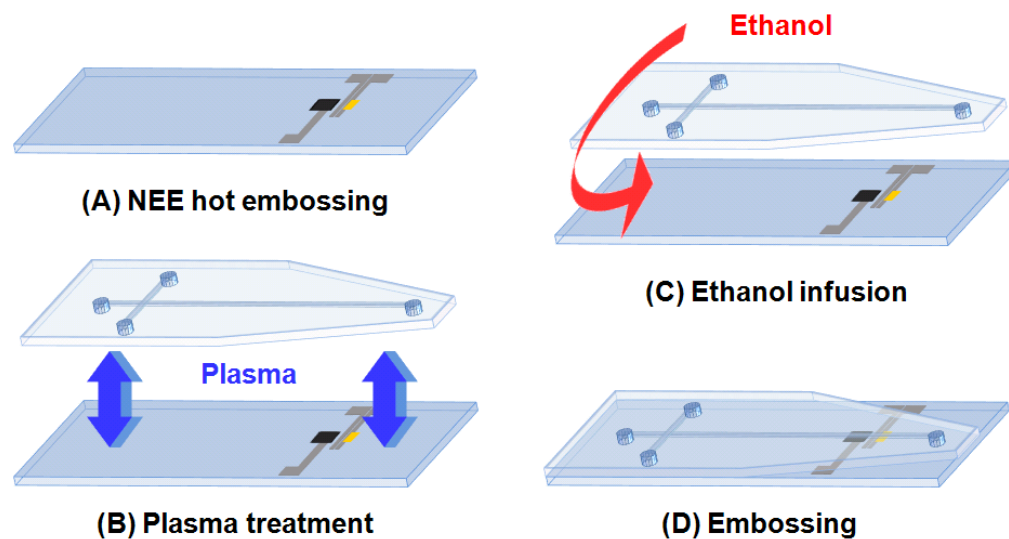 (A) NEE hot embossing
Plasma
(B) Plasma treatment
Ethanol
(C) Ethanol infusion
(D) Embossing